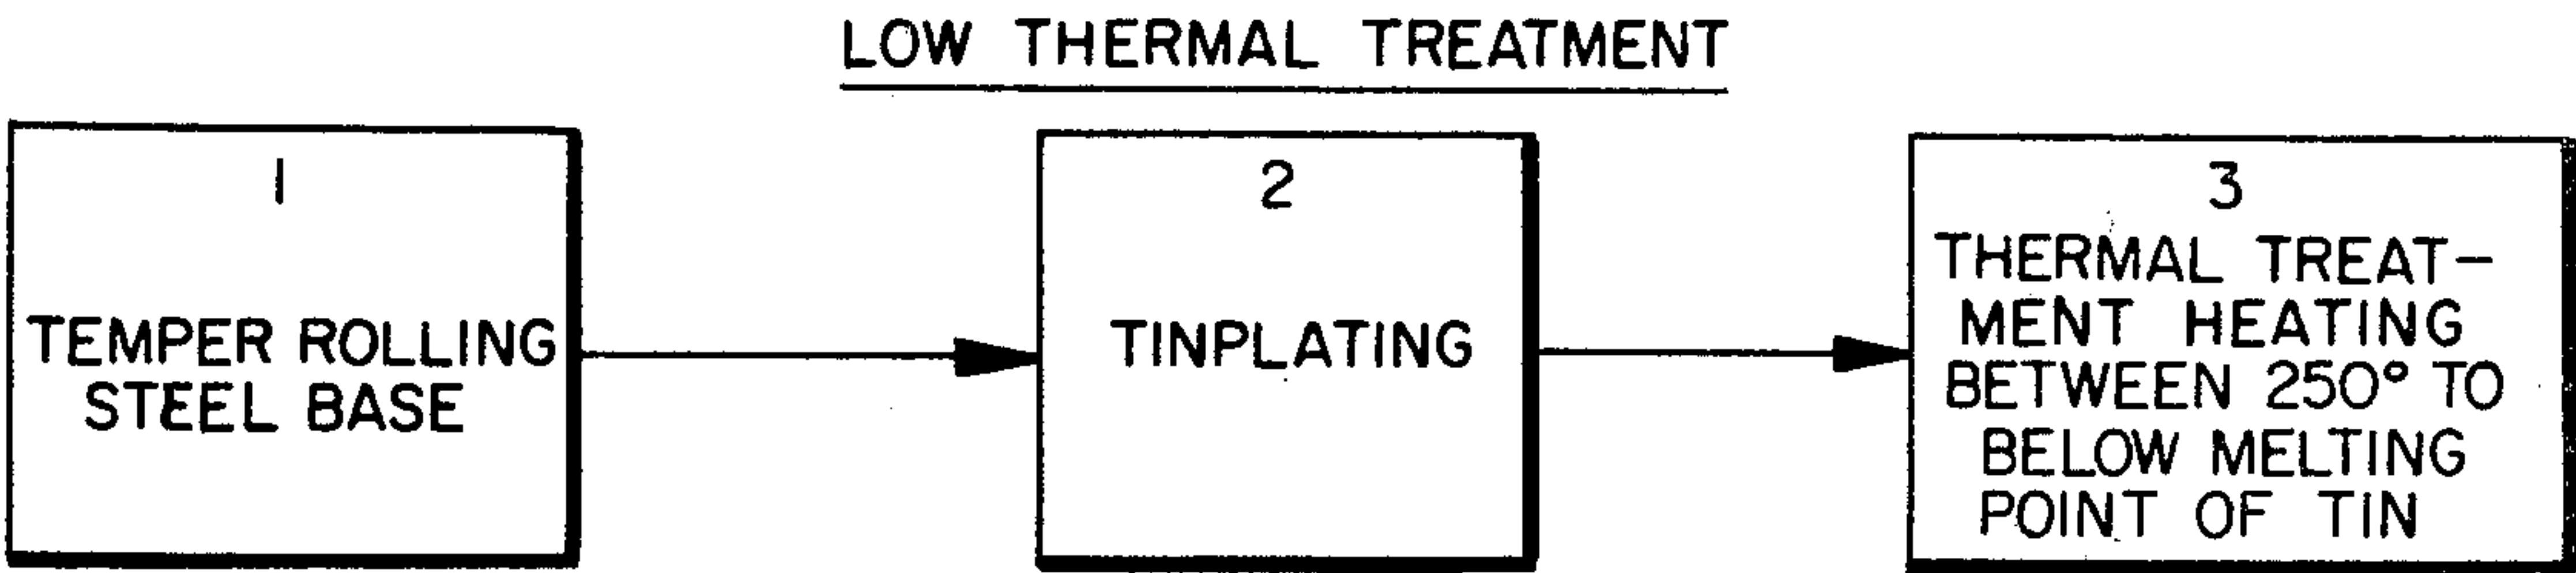 LOW THERMAL TREATMENT
1
TEMPER ROLLING
STEEL BASE
2
TINPLATING
3
THERMAL TREAT-
MENT HEATING
BETWEEN 250° TO
BELOW MELTING
POINT OF TIN